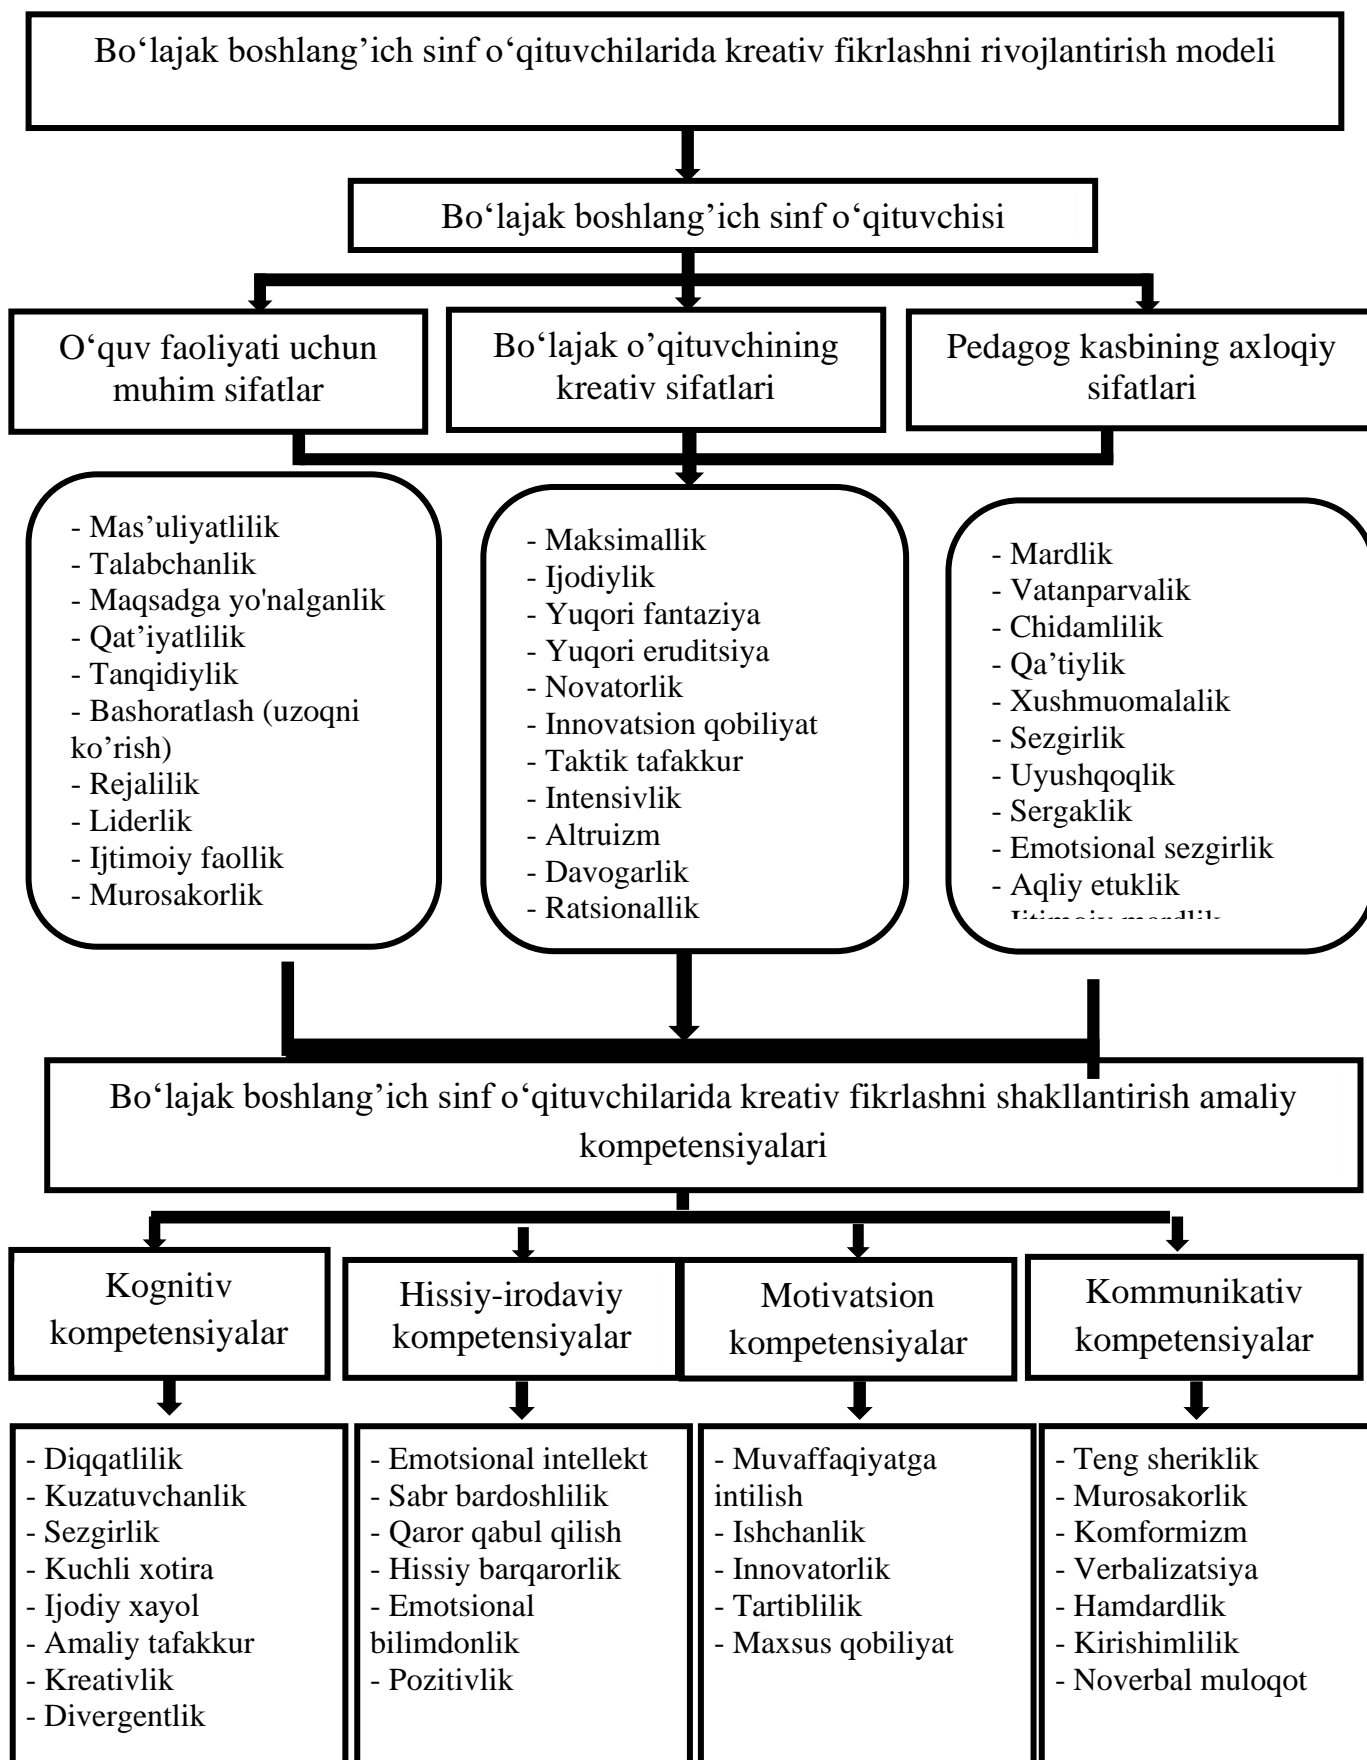 Bo‘lajak boshlang’ich sinf o‘qituvchilarida kreativ fikrlashni rivojlantirish modeli
Bo‘lajak boshlang’ich sinf o‘qituvchisi
O‘quv faoliyati uchun
muhim sifatlar
Bo‘lajak o’qituvchining
kreativ sifatlari
Pedagog kasbining axloqiy
sifatlari
- Mas’uliyatlilik
- Talabchanlik
- Maqsadga yo'nalganlik
- Qat’iyatlilik
- Tanqidiylik
- Bashoratlash (uzoqni
ko’rish)
- Rejalilik
- Liderlik
- Ijtimoiy faollik
- Murosakorlik
- Maksimallik
- Ijodiylik
- Yuqori fantaziya
- Yuqori eruditsiya
- Novatorlik
- Innovatsion qobiliyat
- Taktik tafakkur
- Intensivlik
- Altruizm
- Davogarlik
- Ratsionallik
- Mardlik
- Vatanparvalik
- Chidamlilik
- Qa’tiylik
- Xushmuomalalik
- Sezgirlik
- Uyushqoqlik
- Sergaklik
- Emotsional sezgirlik
- Aqliy etuklik
Bo‘lajak boshlang’ich sinf o‘qituvchilarida kreativ fikrlashni shakllantirish amaliy
kompetensiyalari
Kognitiv
kompetensiyalar
Hissiy-irodaviy
kompetensiyalar
Motivatsion
kompetensiyalar
Kommunikativ
kompetensiyalar
- Diqqatlilik
- Kuzatuvchanlik
- Sezgirlik
- Kuchli xotira
- Ijodiy xayol
- Amaliy tafakkur
- Kreativlik
- Divergentlik
- Emotsional intellekt
- Sabr bardoshlilik
- Qaror qabul qilish
- Hissiy barqarorlik
- Emotsional
bilimdonlik
- Pozitivlik
- Muvaffaqiyatga
intilish
- Ishchanlik
- Innovatorlik
- Tartiblilik
- Maxsus qobiliyat
- Teng sheriklik
- Murosakorlik
- Komformizm
- Verbalizatsiya
- Hamdardlik
- Kirishimlilik
- Noverbal muloqot